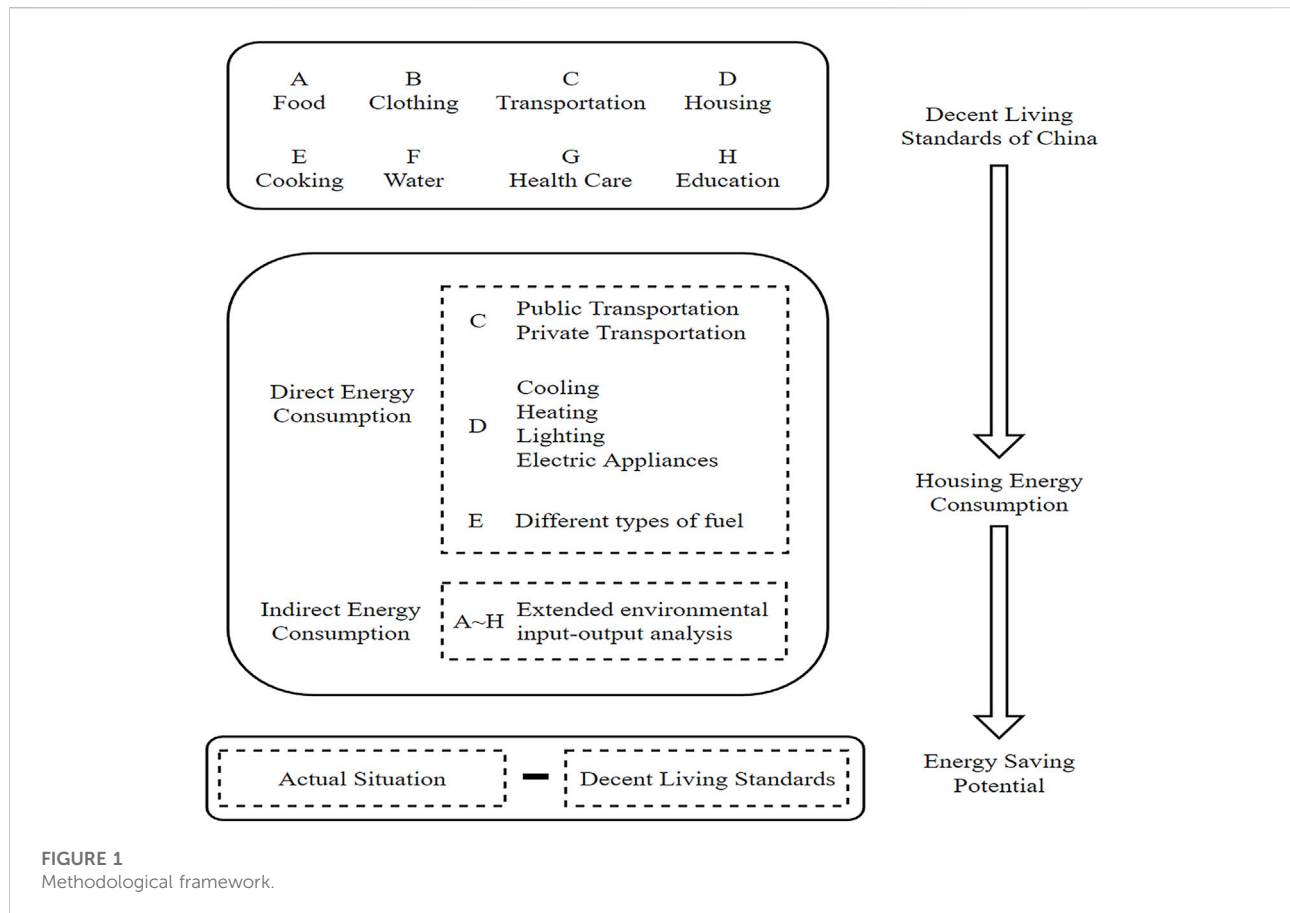 A B C D
Food Clothing Transportation Housing
E F G H
Cooking Water Health Care Education
Decent Living
Standards of China
Direct Energy
Consumption
C
Public Transportation
Private Transportation
D
Cooling
Heating
Lighting
Electric Appliances
E Different types of fuel
Indirect Energy
Consumption
A~H
Extended environmental
input-output analysis
Housing Energy
Consumption
Actual Situation - Decent Living Standards
Energy Saving
Potential
FIGURE 1
Methodological framework.